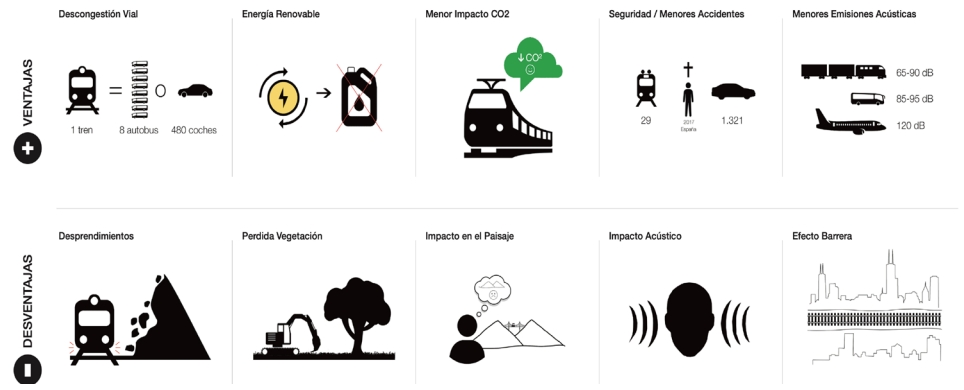 VENTAJAS
Descongestión Vial
1 tren
=
8 autobus
O
480 coches
Energía Renovable
Menor Impacto CO2
↓CO²
Seguridad / Menores Accidentes
29
2017
España
1.321
Menores Emisiones Acústicas
65-90 dB
85-95 dB
120 dB
DESVENTAJAS
Desprendimientos
Perdida Vegetación
Impacto en el Paisaje
Impacto Acústico
Efecto Barrera